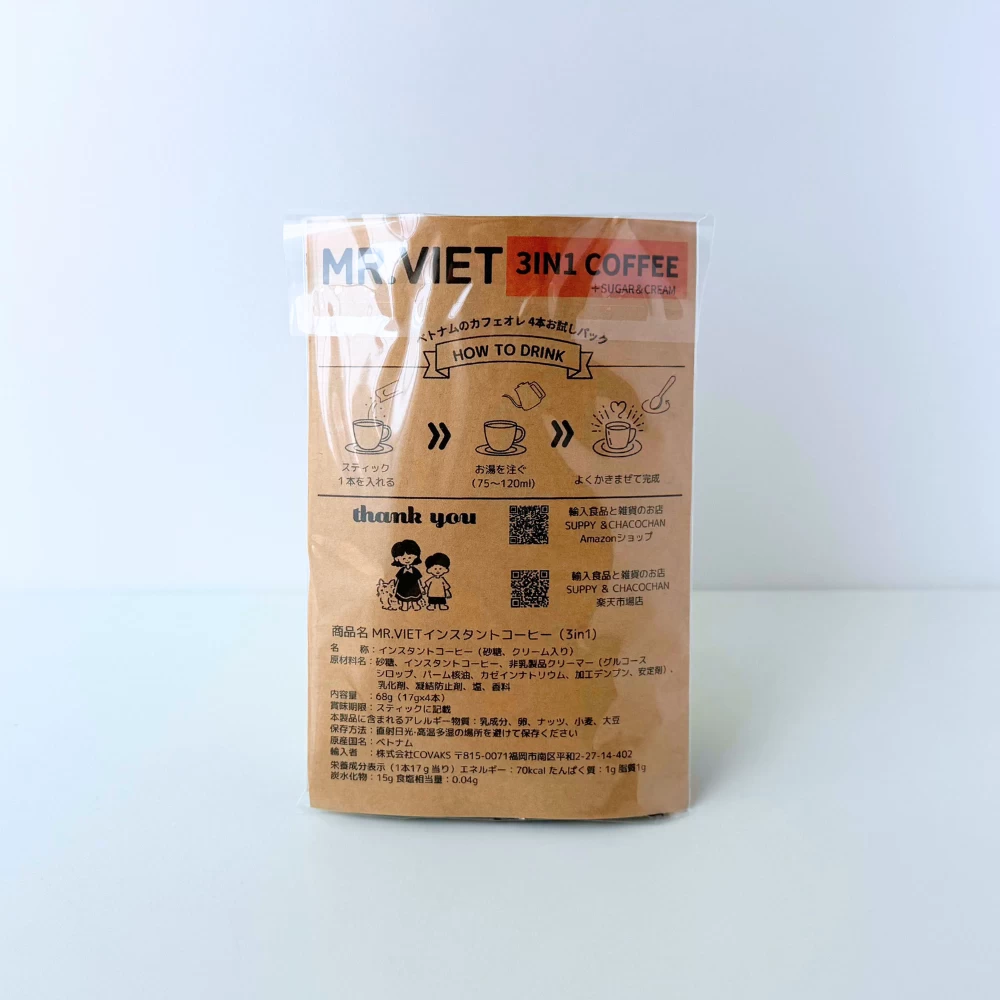 MR.VIET 3IN1 COFFEE
+SUGAR&CREAM
ベトナムのカフェオレ 4本お試しパック
HOW TO DRINK
スティック
1本を入れる
お湯を注ぐ
(75～120ml)
よくかきまぜて完成
thank you
輸入食品と雑貨のお店
SUPPY &CHACOCHAN
Amazonショップ
輸入食品と雑貨のお店
SUPPY & CHACOCHAN
楽天市場店
商品名 MR.VIETインスタントコーヒー（3in1）
名　称：インスタントコーヒー（砂糖、クリーム入り）
原材料名：砂糖、インスタントコーヒー、非乳製品クリーマー（グルコース
シロップ、パーム核油、カゼインナトリウム、加工デンプン、安定剤）、
乳化剤、凝結防止剤、塩、香料
内容量　：68g（17g×4本）
賞味期限：スティックに記載
本製品に含まれるアレルギー物質：乳成分、卵、ナッツ、小麦、大豆
保存方法：直射日光·高温多湿の場所を避けて保存ください
原産国名：ベトナム
輸入者　：株式会社COVAKS 〒815-0071福岡市南区平和2-27-14-402
栄養成分表示（1本17ｇ当り）エネルギー：70kcal たんぱく質：1g 脂質1g
炭水化物：15g 食塩相当量：0.04g